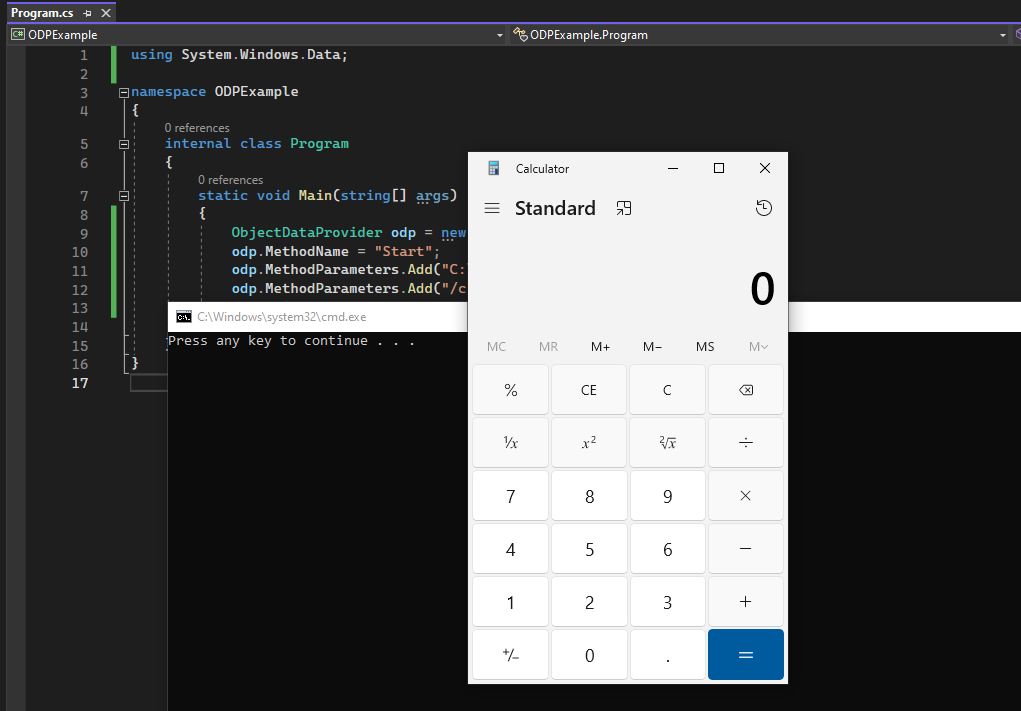 Program.cs
C# ODPExample
ODPExample.Program
1 using System.Windows.Data;
2
3 namespace ODPExample
4 {
0 references
5 internal class Program
6 {
0 references
7 static void Main(string[] args)
8 {
9 ObjectDataProvider odp = new
10 odp.MethodName = "Start";
11 odp.MethodParameters.Add("C:
12 odp.MethodParameters.Add("/c
13
14
15
16 }
17
C:\Windows\system32\cmd.exe
Press any key to continue . . .
Calculator
Standard
0
MC MR M+ M− MS M
% CE C
¹/x x² ²√x ÷
7 8 9 ×
4 5 6 −
1 2 3 +
+/− 0 . =